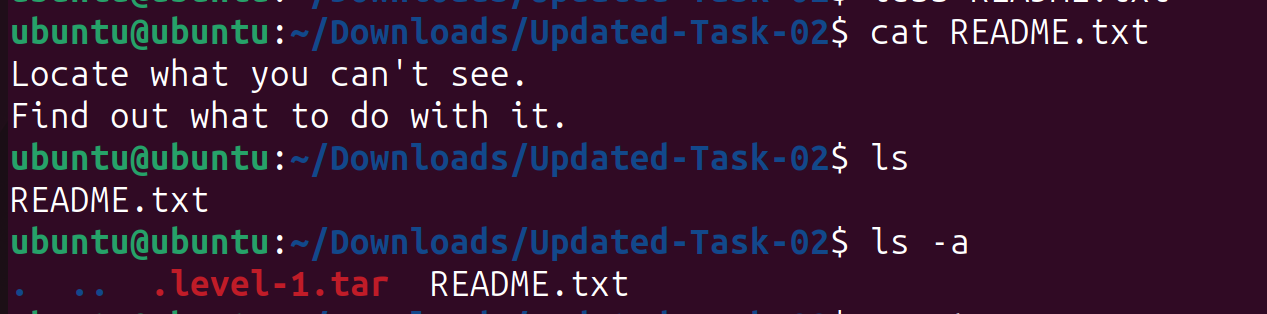 ubuntu@ubuntu:~/Downloads/Updated-Task-02$ cat README.txt
Locate what you can't see.
Find out what to do with it.
ubuntu@ubuntu:~/Downloads/Updated-Task-02$ ls
README.txt
ubuntu@ubuntu:~/Downloads/Updated-Task-02$ ls -a
.  ..  .level-1.tar  README.txt